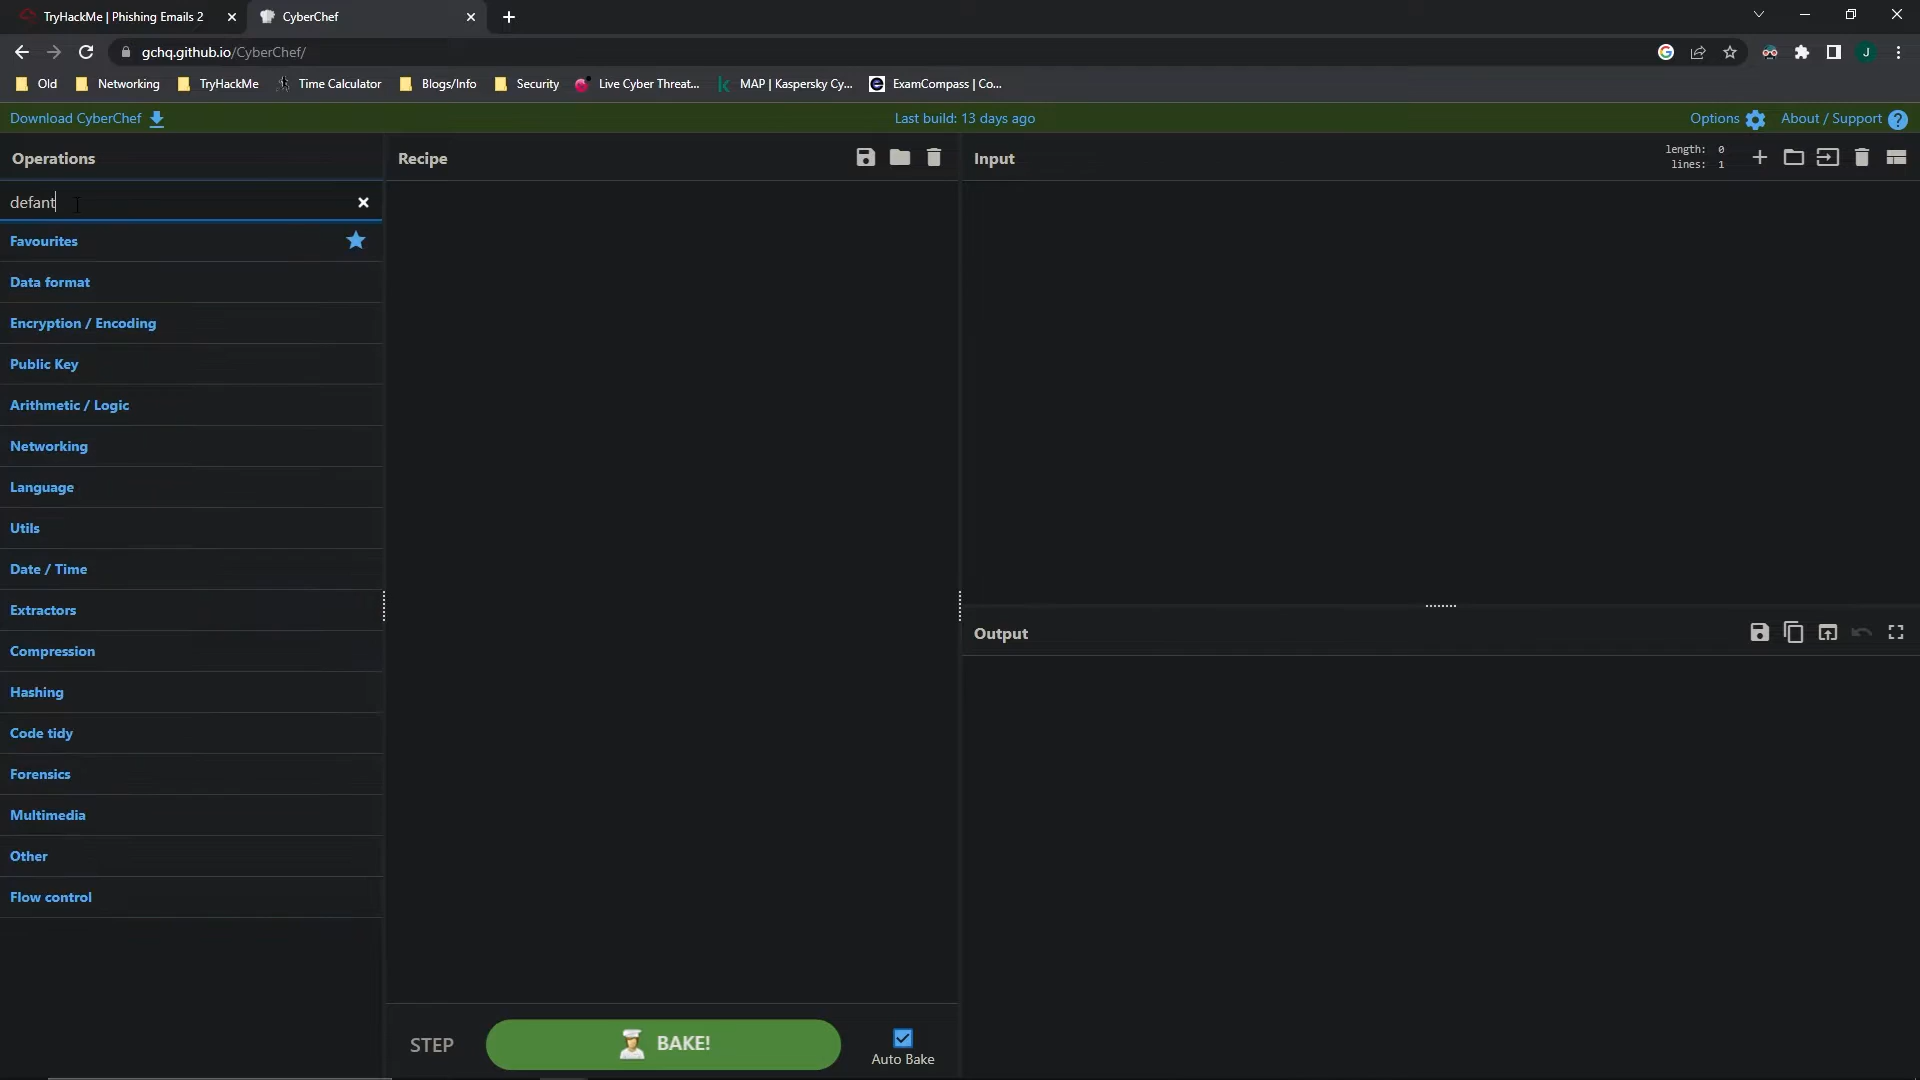 TryHackMe | Phishing Emails 2
CyberChef
gchq.github.io/CyberChef/
Old
Networking
TryHackMe
Time Calculator
Blogs/Info
Security
Live Cyber Threat...
MAP | Kaspersky Cy...
ExamCompass | Co...
J
Download CyberChef
Last build: 13 days ago
Options
About / Support
Operations
Recipe
Input
length: 0
lines: 1
defant
Favourites
Data format
Encryption / Encoding
Public Key
Arithmetic / Logic
Networking
Language
Utils
Date / Time
Extractors
Compression
Hashing
Code tidy
Forensics
Multimedia
Other
Flow control
Output
STEP
BAKE!
Auto Bake